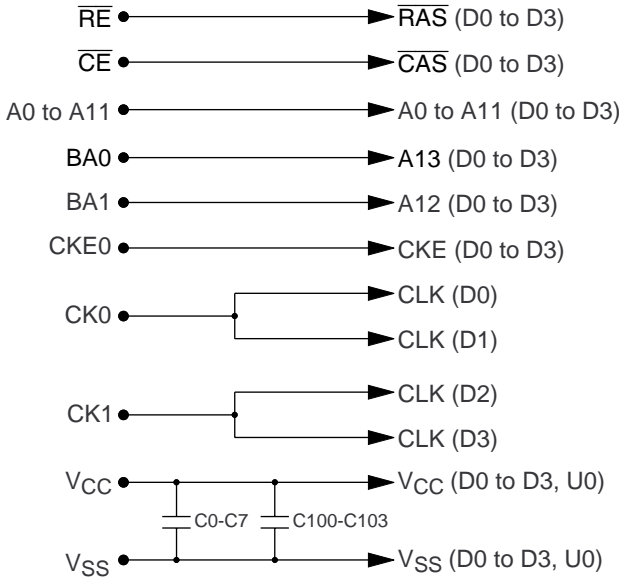 RE RAS (D0 to D3)
CE CAS (D0 to D3)
A0 to A11 A0 to A11 (D0 to D3)
BA0 A13 (D0 to D3)
BA1 A12 (D0 to D3)
CKE0 CKE (D0 to D3)
CLK (D0)
CK0
CLK (D1)
CLK (D2)
CK1
CLK (D3)
VCC VCC (D0 to D3, U0)
C0-C7 C100-C103
VSS VSS (D0 to D3, U0)